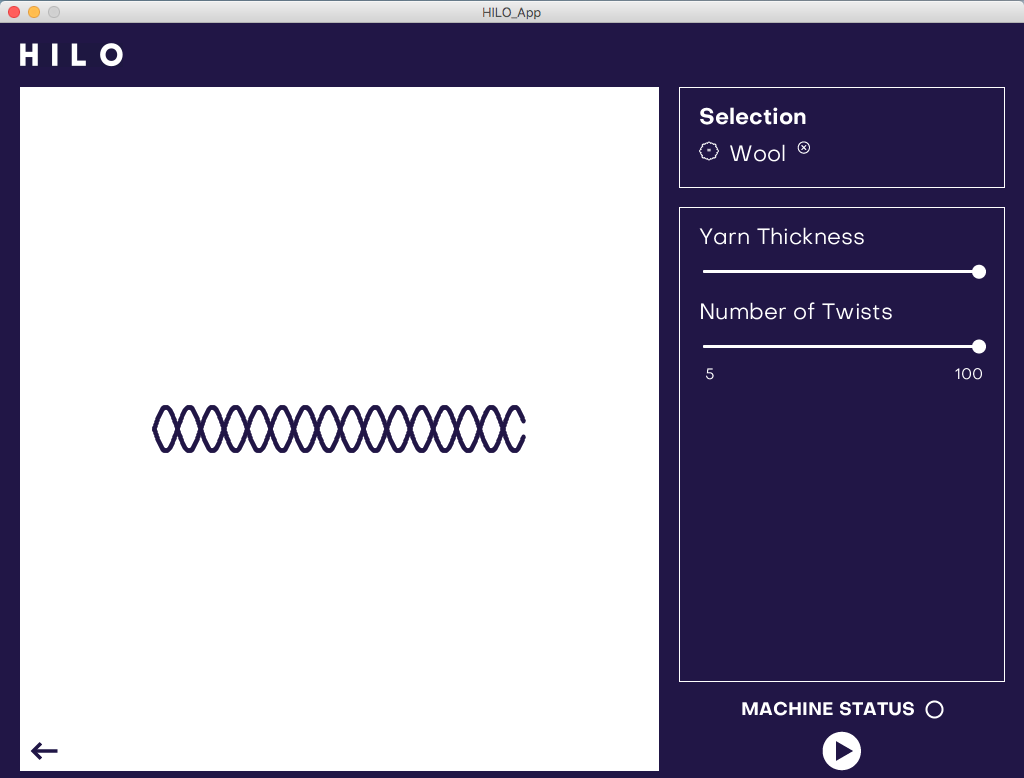 HILO_App
HILO
Selection
Wool
Yarn Thickness
Number of Twists
5 100
MACHINE STATUS